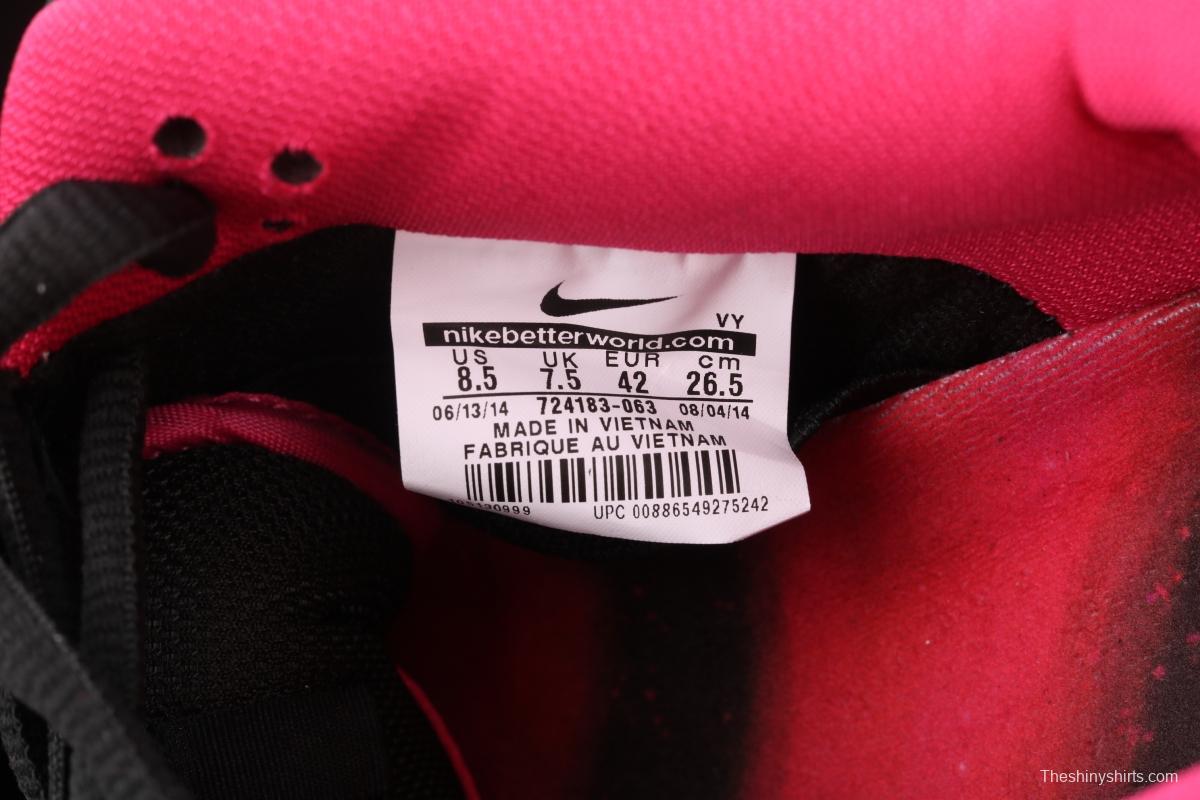 VY
nikebetterworld.com
US UK EUR cm
8.5 7.5 42 26.5
06/13/14 724183-063 08/04/14
MADE IN VIETNAM
FABRIQUE AU VIETNAM
UPC 00886549275242
Theshinyshirts.com